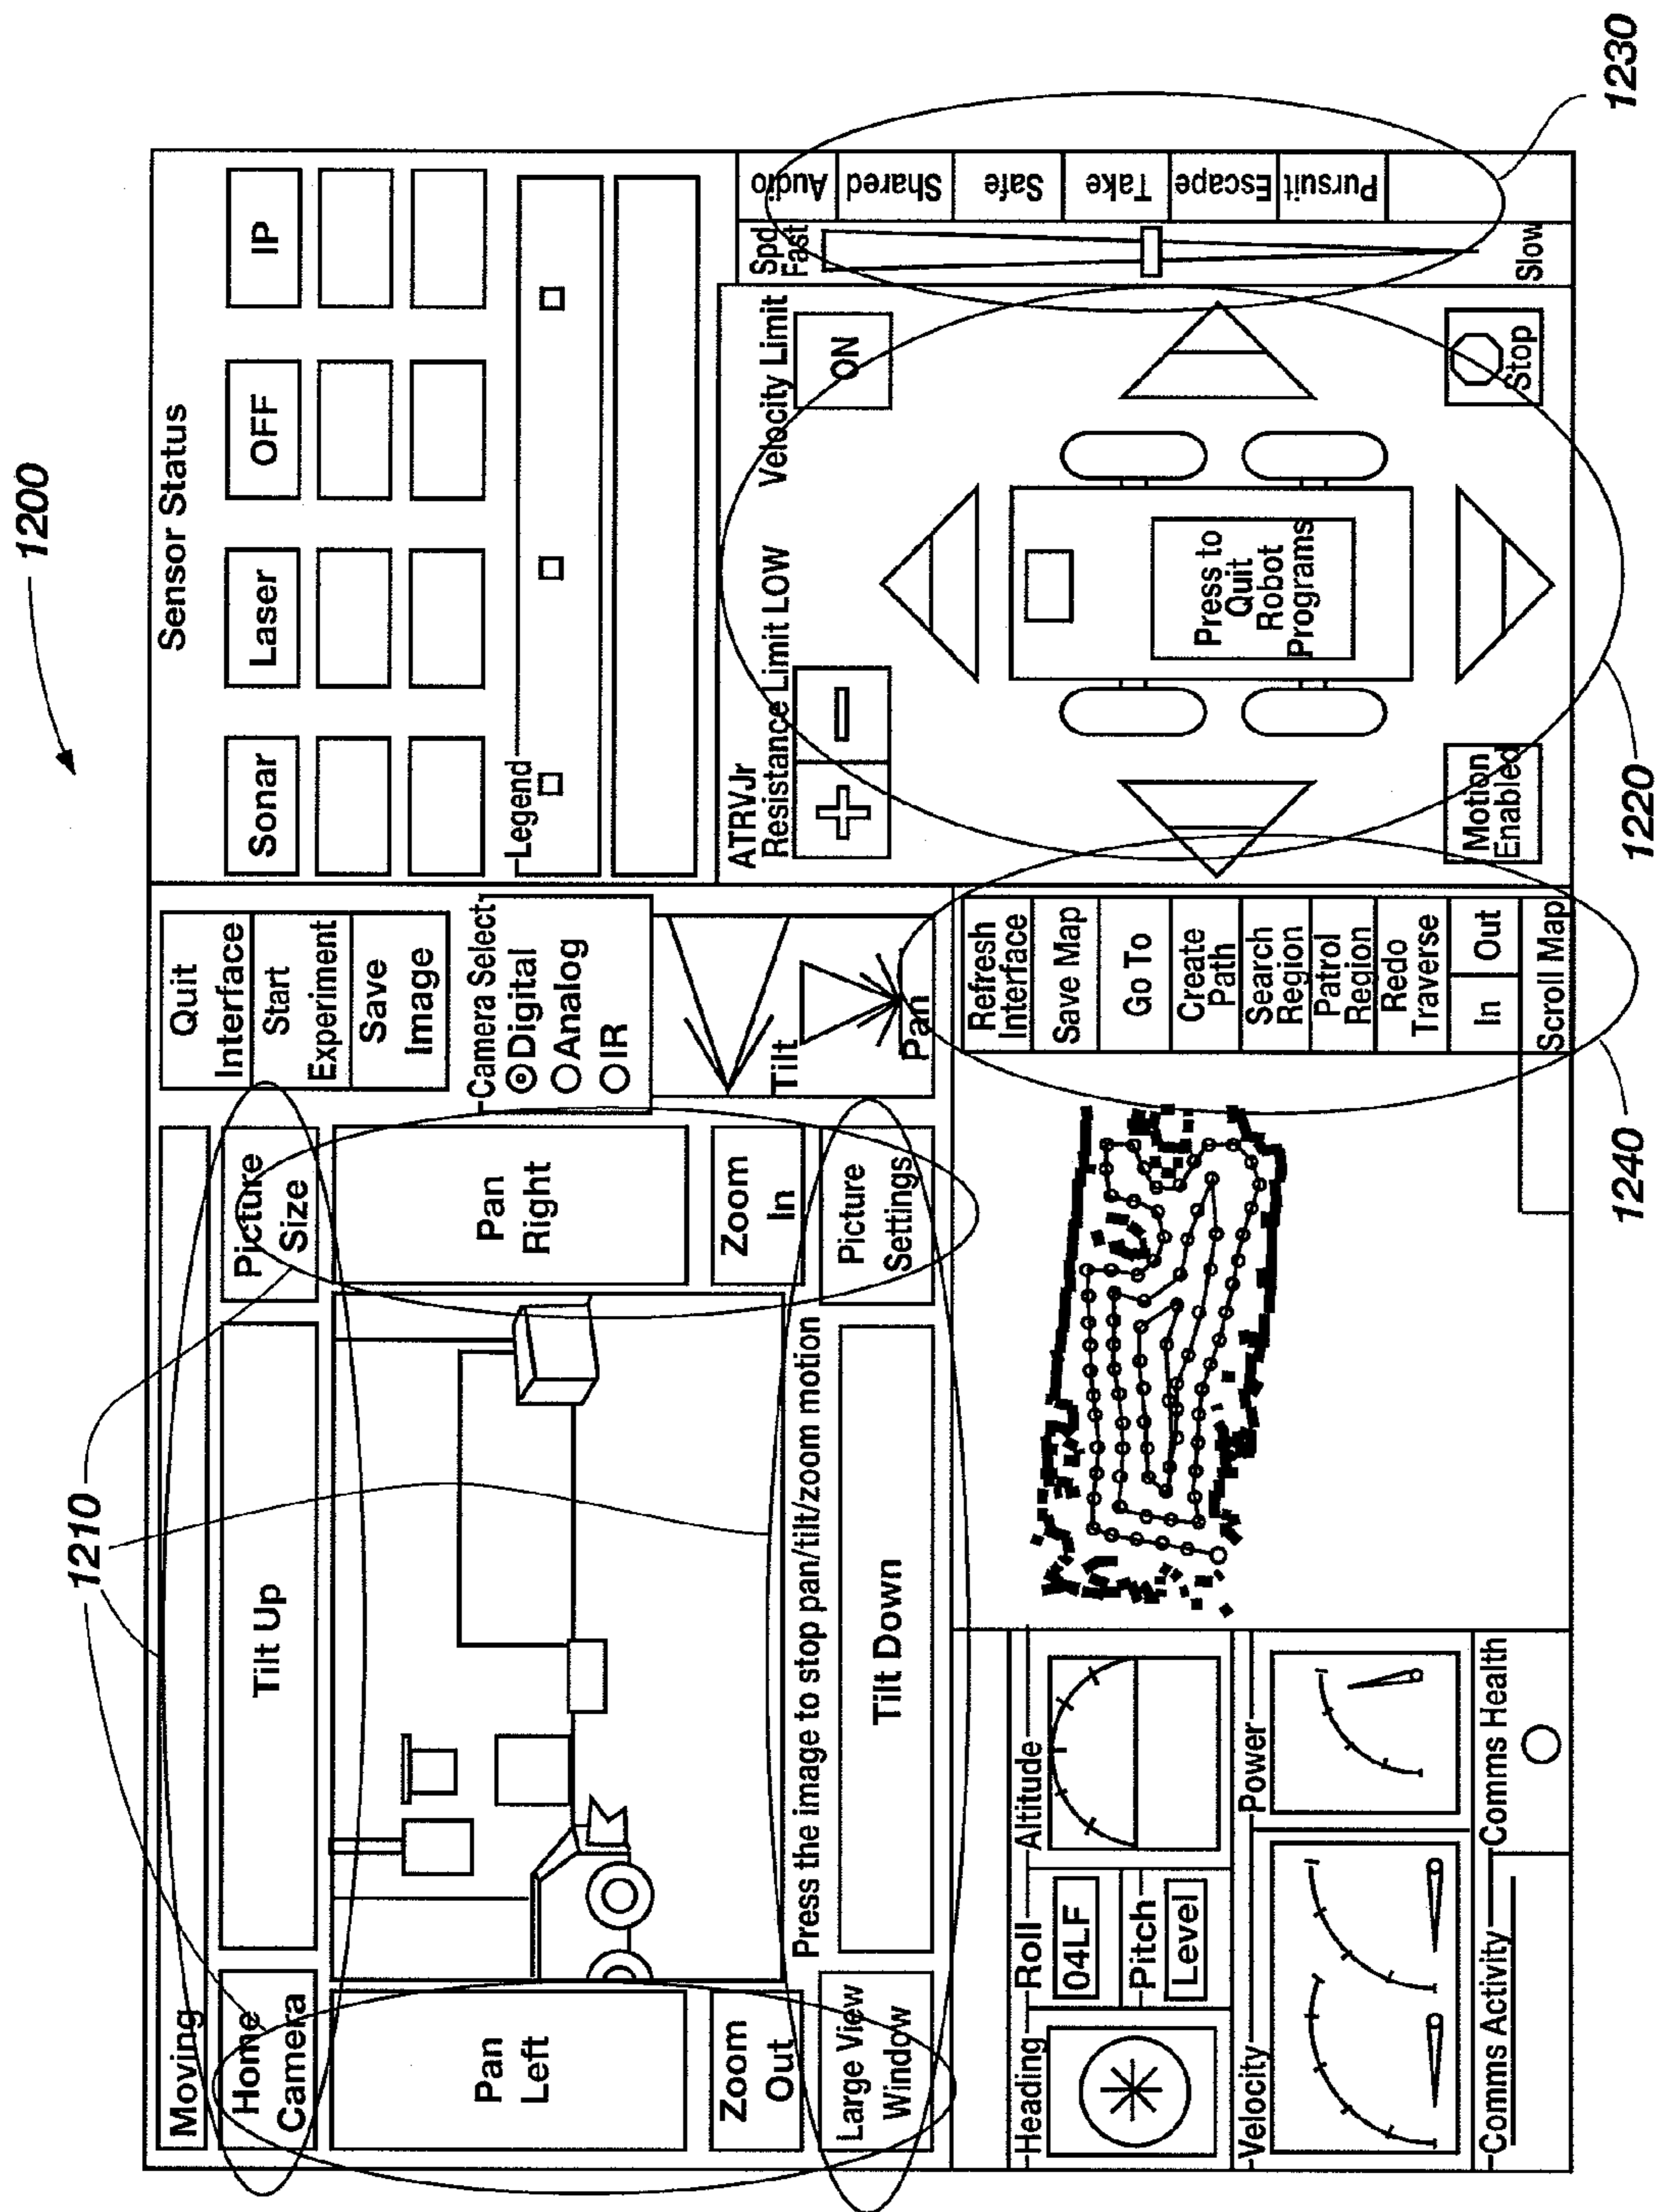 1200
1210
Moving
Home
Camera
Tilt Up
Picture
Size
Pan
Left
Pan
Right
Zoom
Out
Zoom
In
Press the image to stop pan/tilt/zoom motion
Large View
Window
Tilt Down
Picture
Settings
Quit
Interface
Start
Experiment
Save
Image
Camera Select
Digital
Analog
IR
Tilt
Pan
Sensor Status
Sonar
Laser
OFF
IP
Legend
ATRVJr
Resistance Limit LOW
Velocity Limit
ON
Press to
Quit
Robot
Programs
Motion
Enabled
Stop
Spd
Fast
Slow
Audio
Shared
Safe
Take
Escape
Pursuit
1230
Heading
Roll
04LF
Pitch
Level
Altitude
Velocity
Power
Comms Activity
Comms Health
Refresh
Interface
Save Map
Go To
Create
Path
Search
Region
Patrol
Region
Redo
Traverse
In
Out
Scroll Map
1240
1220